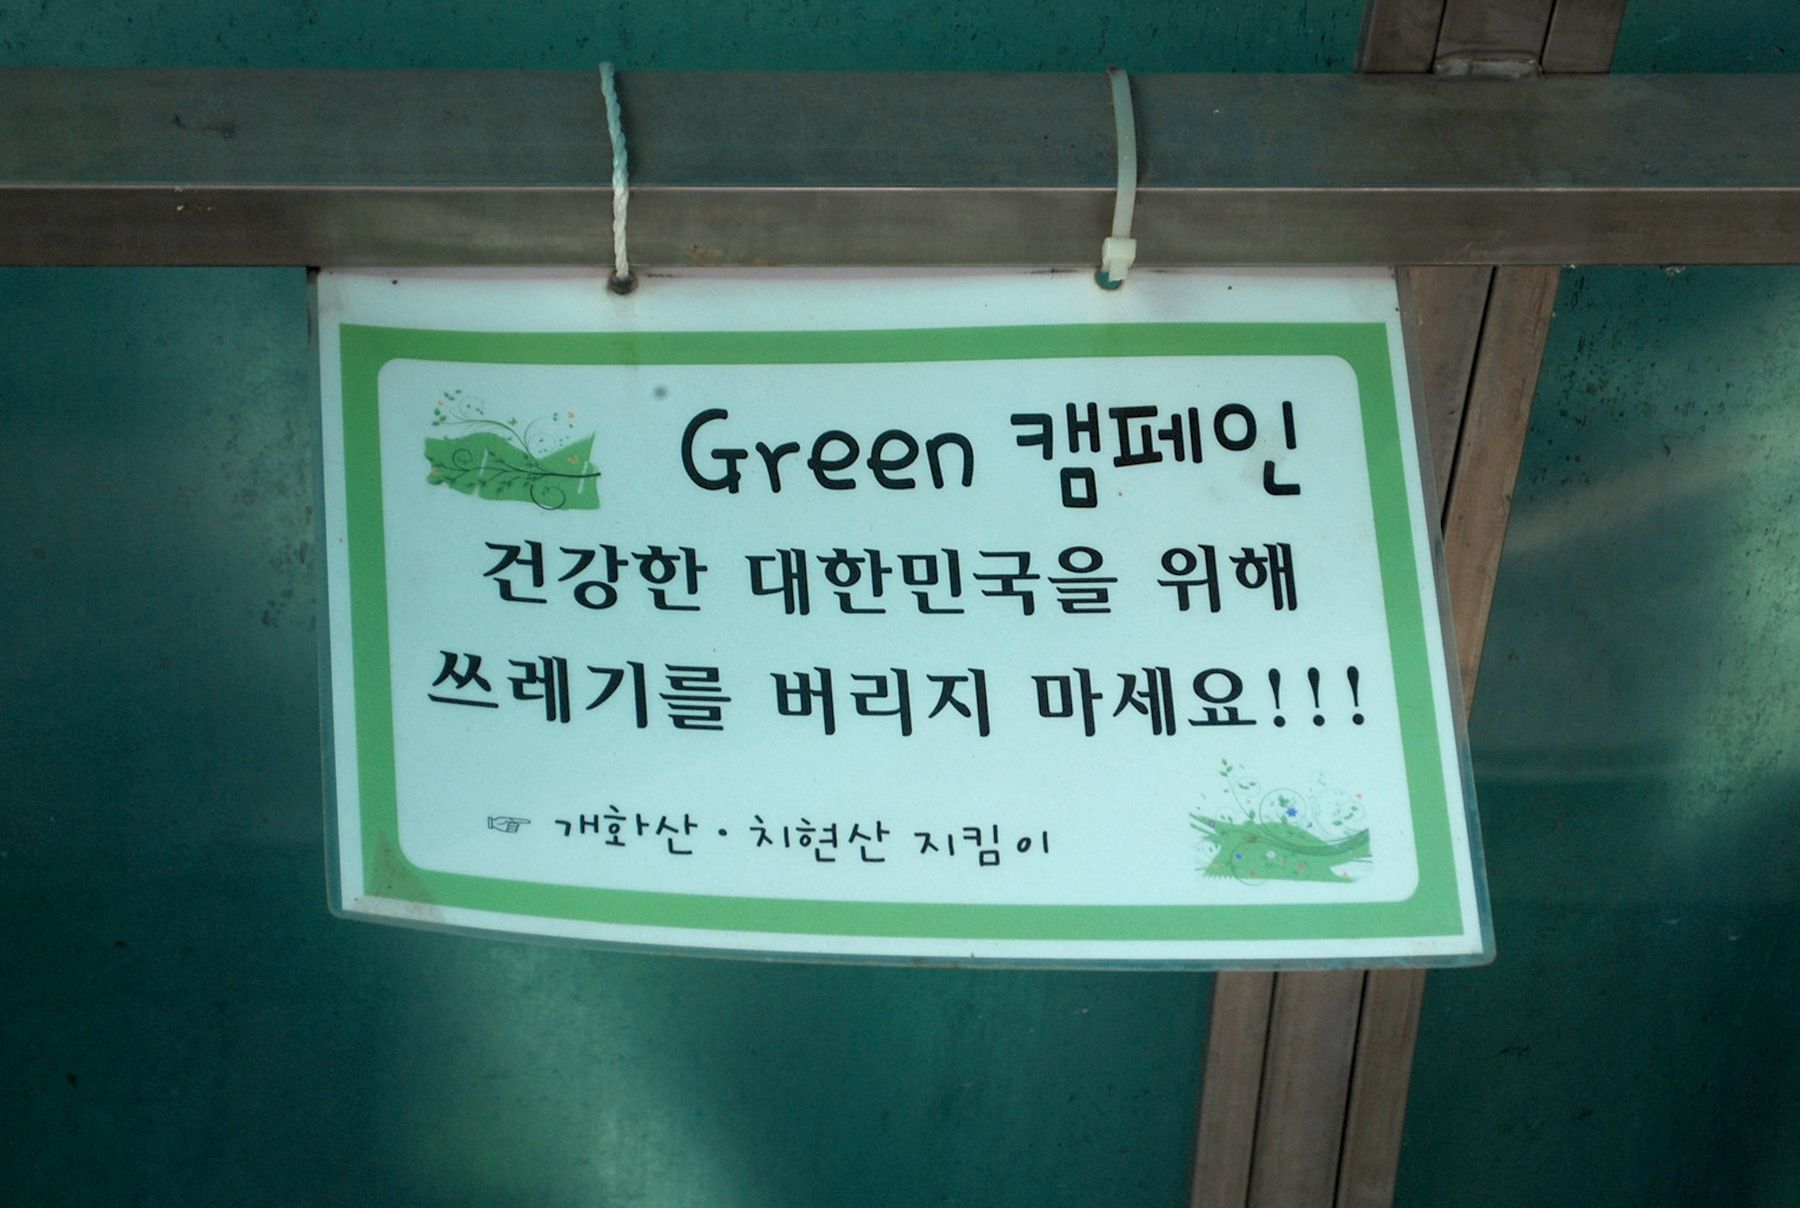 Green 캠페인
건강한 대한민국을 위해
쓰레기를 버리지 마세요!!!
☞ 개화산 · 치현산 지킴이